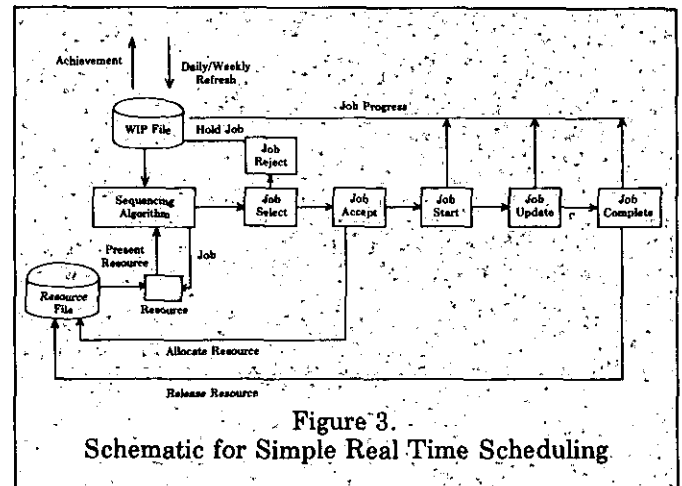 Achievement
Daily/Weekly
Refresh
WIP File
Job Progress
Hold Job
Job
Reject
Sequencing
Algorithm
Job
Select
Job
Accept
Job
Start
Job
Update
Job
Complete
Present
Resource
Job
Resource
File
Resource
Allocate Resource
Release Resource
Figure 3.
Schematic for Simple Real Time Scheduling